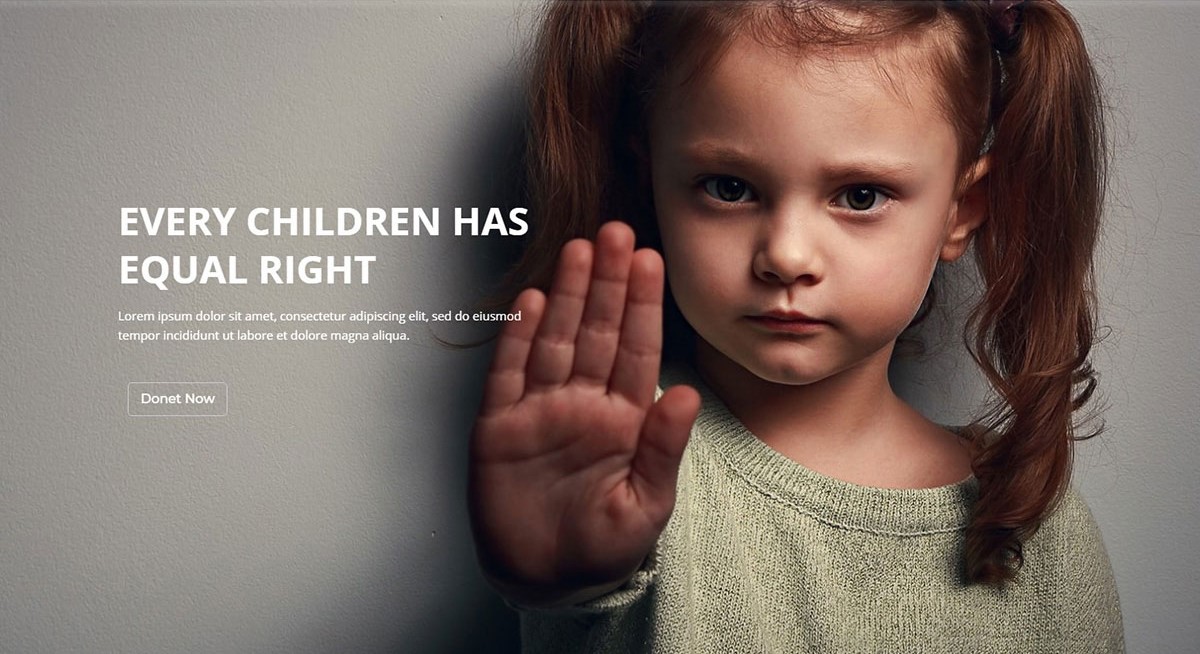 EVERY CHILDREN HAS
EQUAL RIGHT
Lorem ipsum dolor sit amet, consectetur adipiscing elit, sed do eiusmod
tempor incididunt ut labore et dolore magna aliqua.
Donet Now